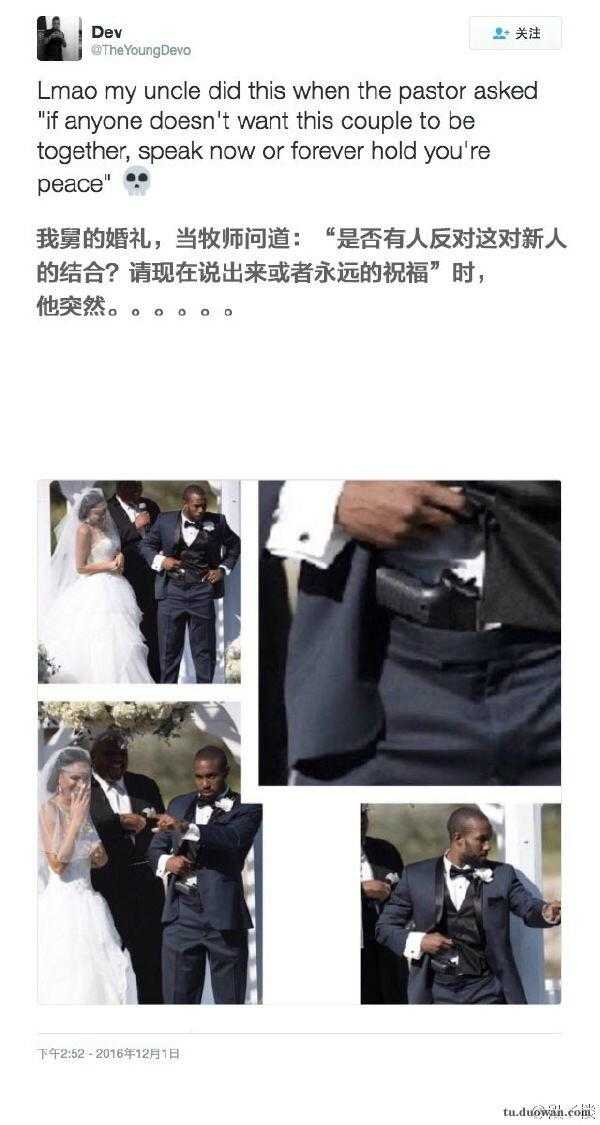 Dev
@TheYoungDevo
关注
Lmao my uncle did this when the pastor asked
"if anyone doesn't want this couple to be
together, speak now or forever hold you're
peace"
我舅的婚礼，当牧师问道：“是否有人反对这对新人
的结合？请现在说出来或者永远的祝福”时，
他突然。。。。。。
下午2:52 - 2016年12月1日
tu.duowan.com